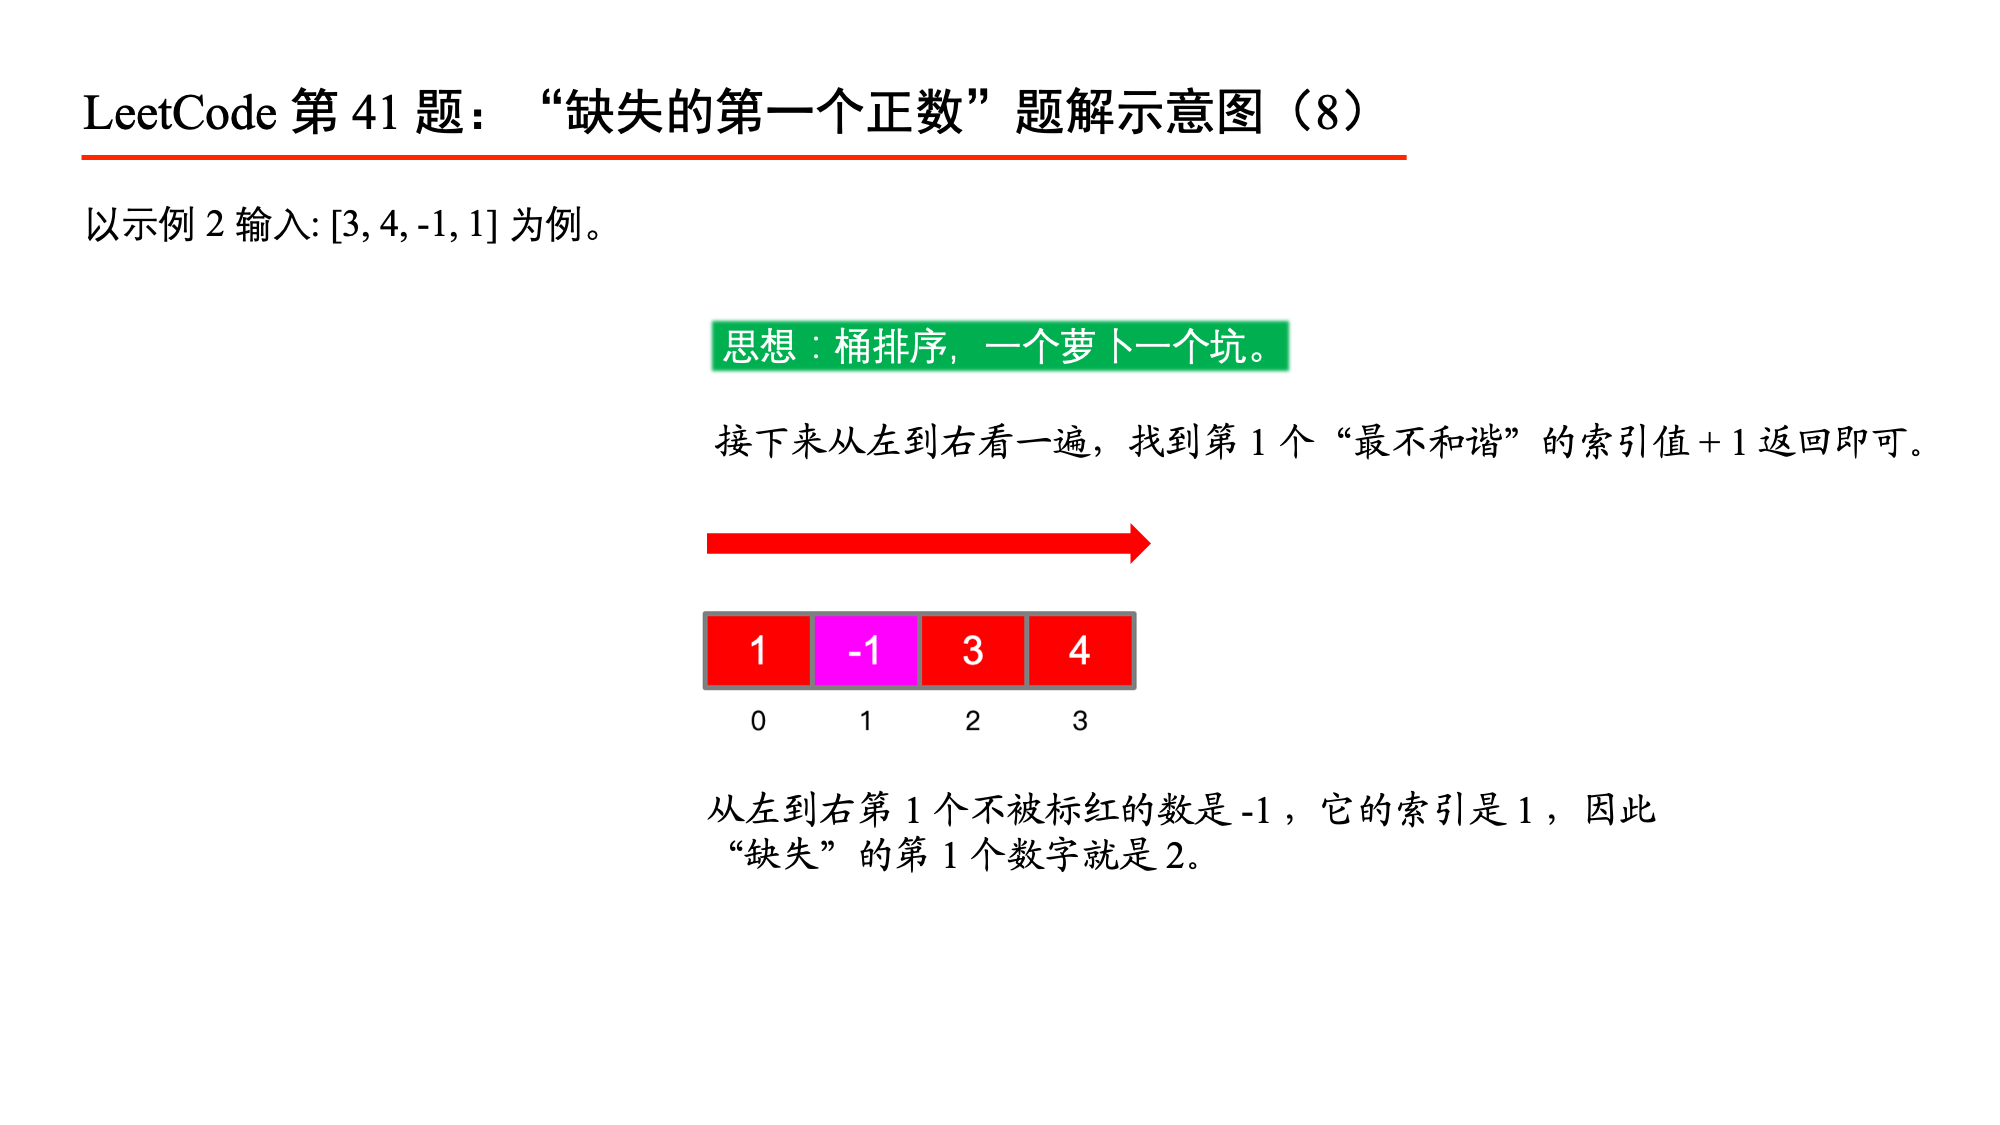 LeetCode 第 41 题：“缺失的第一个正数”题解示意图（8）
以示例 2 输入: [3, 4, -1, 1] 为例。
思想：桶排序，一个萝卜一个坑。
接下来从左到右看一遍，找到第 1 个“最不和谐”的索引值 + 1 返回即可。
1 -1 3 4
0 1 2 3
从左到右第 1 个不被标红的数是 -1 ，它的索引是 1 ，因此
“缺失”的第 1 个数字就是 2。